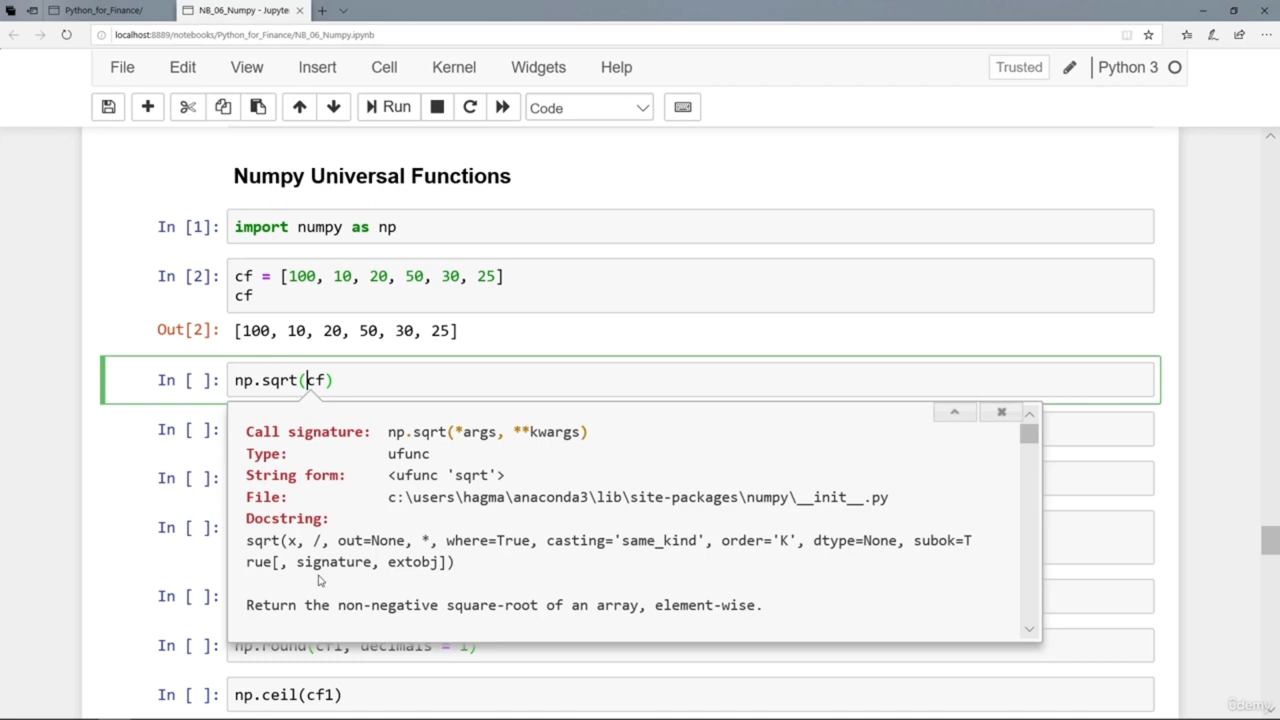 Python_for_Finance/
NB_06_Numpy - Jupyte
localhost:8889/notebooks/Python_for_Finance/NB_06_Numpy.ipynb
File Edit View Insert Cell Kernel Widgets Help
Trusted
Python 3
Run
Code
Numpy Universal Functions
In [1]: import numpy as np
In [2]: cf = [100, 10, 20, 50, 30, 25]
cf
Out[2]: [100, 10, 20, 50, 30, 25]
In [ ]: np.sqrt(cf)
Call signature: np.sqrt(*args, **kwargs)
In [ ]:
Type: ufunc
String form: <ufunc 'sqrt'>
In [ ]:
File: c:\users\hagma\anaconda3\lib\site-packages\numpy\__init__.py
Docstring:
In [ ]:
sqrt(x, /, out=None, *, where=True, casting='same_kind', order='K', dtype=None, subok=T
rue[, signature, extobj])
In [ ]:
Return the non-negative square-root of an array, element-wise.
In [ ]: np.round(cf1, decimals = 1)
In [ ]: np.ceil(cf1)
ûdemy